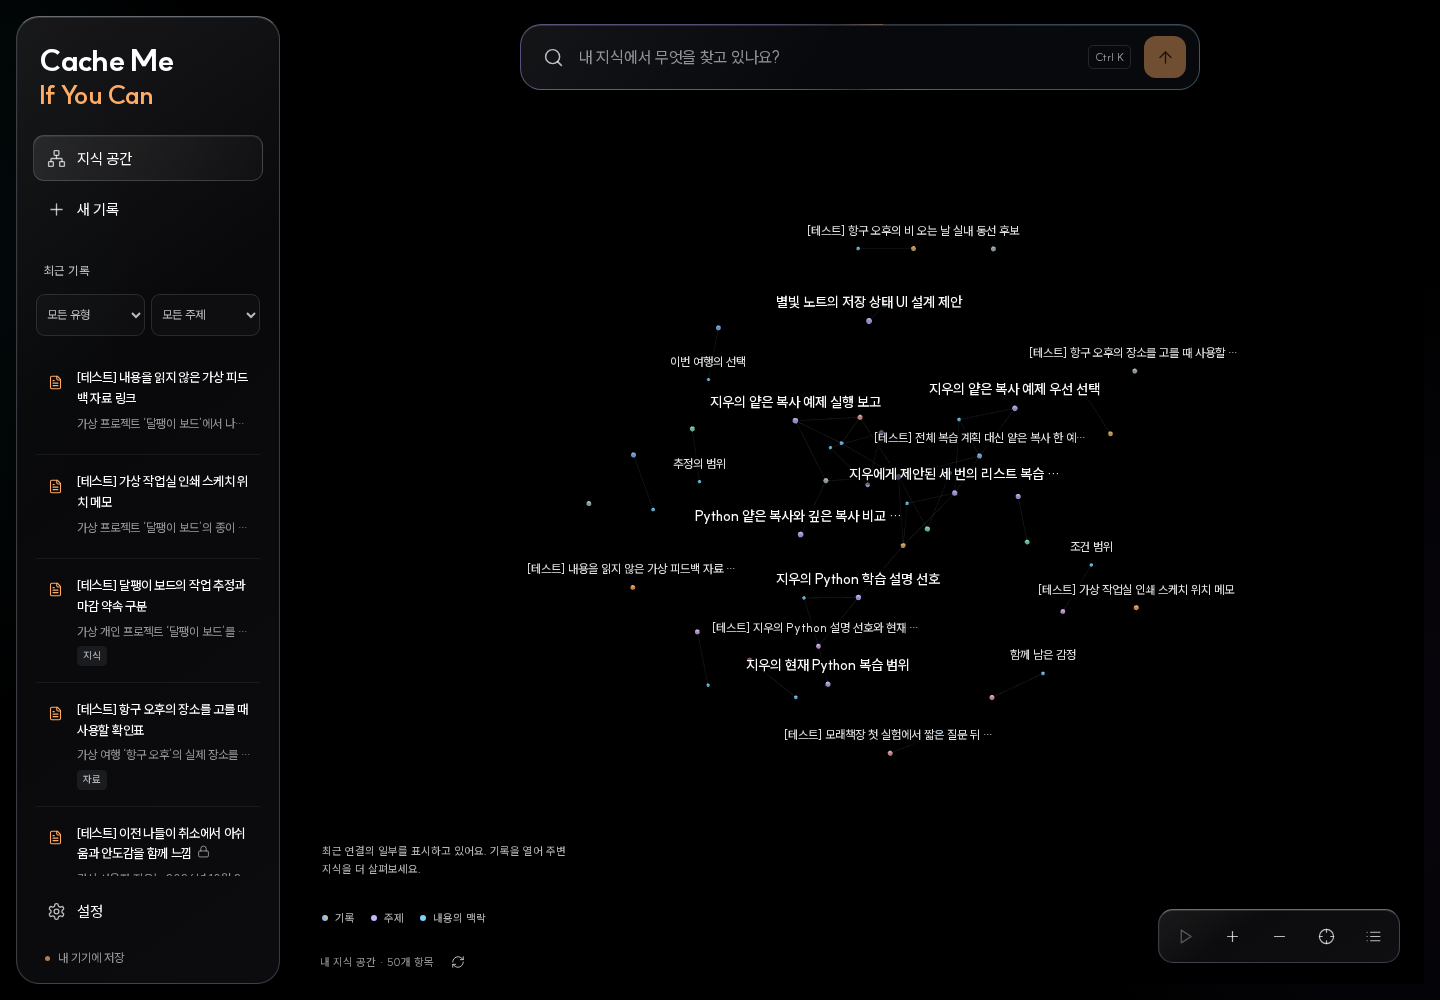 Cache Me
If You Can
지식 공간
새 기록
최근 기록
모든 유형
모든 주제
[테스트] 내용을 읽지 않은 가상 피드
백 자료 링크
가상 프로젝트 ‘달팽이 보드’에서 나…
[테스트] 가상 작업실 인쇄 스케치 위
치 메모
가상 프로젝트 ‘달팽이 보드’의 종이 …
[테스트] 달팽이 보드의 작업 추정과
마감 약속 구분
가상 개인 프로젝트 ‘달팽이 보드’를 …
지식
[테스트] 항구 오후의 장소를 고를 때
사용할 확인표
가상 여행 ‘항구 오후’의 실제 장소를 …
자료
[테스트] 이전 나들이 취소에서 아쉬
움과 안도감을 함께 느낌
설정
내 기기에 저장
내 지식에서 무엇을 찾고 있나요?
Ctrl K
[테스트] 항구 오후의 비 오는 날 실내 동선 후보
별빛 노트의 저장 상태 UI 설계 제안
[테스트] 항구 오후의 장소를 고를 때 사용할 …
이번 여행의 선택
지우의 얕은 복사 예제 우선 선택
지우의 얕은 복사 예제 실행 보고
[테스트] 전체 복습 계획 대신 얕은 복사 한 예…
추정의 범위
지우에게 제안된 세 번의 리스트 복습 …
Python 얕은 복사와 깊은 복사 비교 …
조건 범위
[테스트] 내용을 읽지 않은 가상 피드백 자료 …
지우의 Python 학습 설명 선호
[테스트] 가상 작업실 인쇄 스케치 위치 메모
[테스트] 지우의 Python 설명 선호와 현재 …
함께 남은 감정
지우의 현재 Python 복습 범위
[테스트] 모래책장 첫 실험에서 짧은 질문 뒤 …
최근 연결의 일부를 표시하고 있어요. 기록을 열어 주변
지식을 더 살펴보세요.
기록
주제
내용의 맥락
내 지식 공간 · 50개 항목